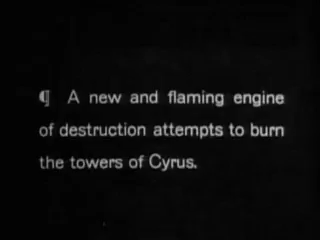 ¶ A new and flaming engine
of destruction attempts to burn
the towers of Cyrus.